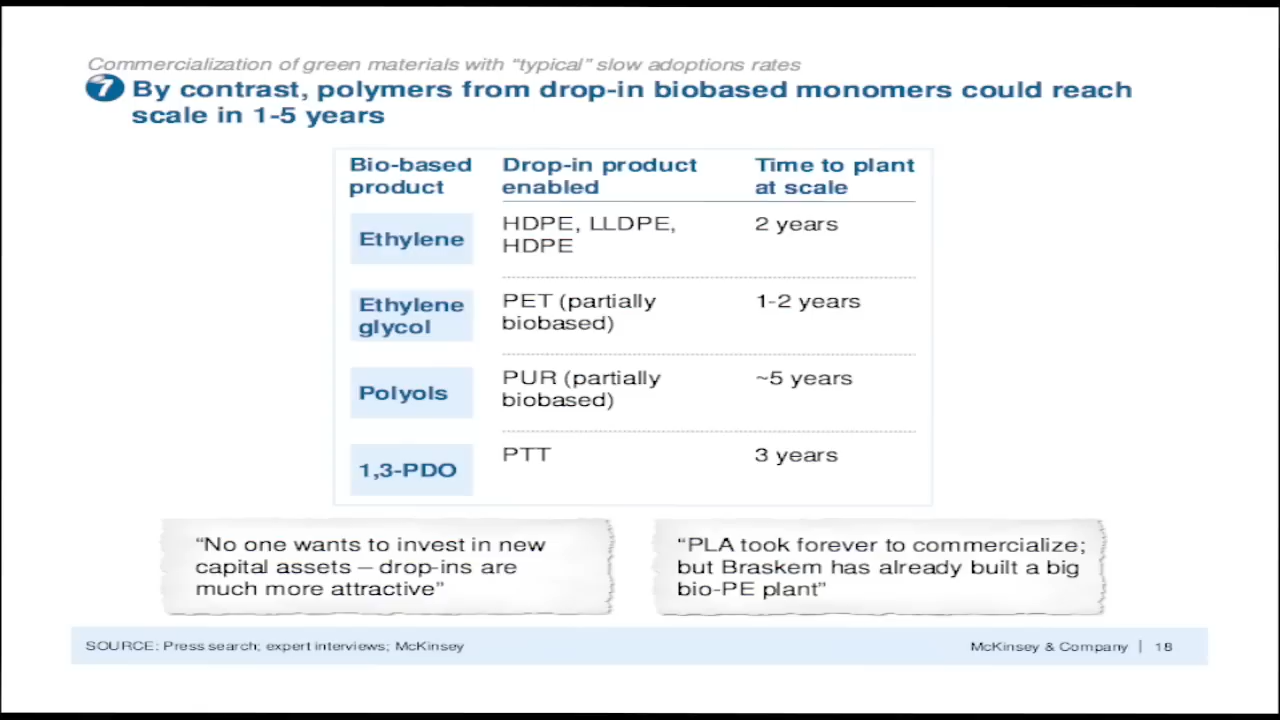 Commercialization of green materials with “typical” slow adoptions rates
7 By contrast, polymers from drop-in biobased monomers could reach
scale in 1-5 years
Bio-based product
Drop-in product enabled
Time to plant at scale
Ethylene
HDPE, LLDPE,
HDPE
2 years
Ethylene
glycol
PET (partially
biobased)
1-2 years
Polyols
PUR (partially
biobased)
~5 years
1,3-PDO
PTT
3 years
“No one wants to invest in new
capital assets – drop-ins are
much more attractive”
“PLA took forever to commercialize;
but Braskem has already built a big
bio-PE plant”
SOURCE: Press search; expert interviews; McKinsey
McKinsey & Company | 18